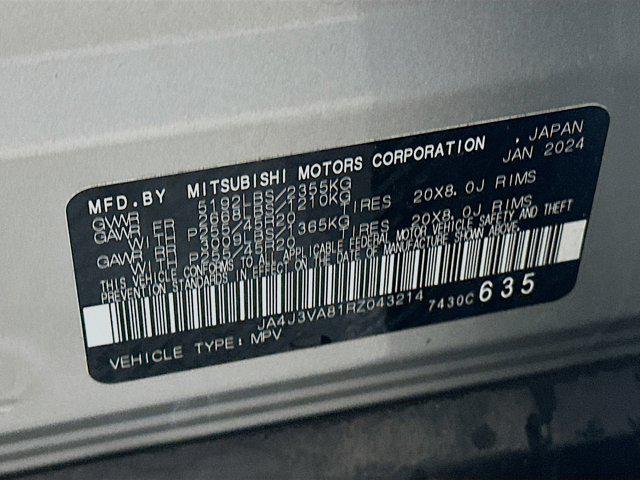 MFD.BY MITSUBISHI MOTORS CORPORATION , JAPAN
JAN 2024
GVWR 5192LBS/2355KG
GAWR FR 2668LBS/1210KG
WITH P255/45R20 TIRES 20X8.0J RIMS
GAWR RR 3009LBS/1365KG
WITH P255/45R20 TIRES 20X8.0J RIMS
THIS VEHICLE CONFORMS TO ALL APPLICABLE FEDERAL MOTOR VEHICLE SAFETY AND THEFT
PREVENTION STANDARDS IN EFFECT ON THE DATE OF MANUFACTURE SHOWN ABOVE.
JA4J3VA81RZ043214 7430C 635
VEHICLE TYPE: MPV